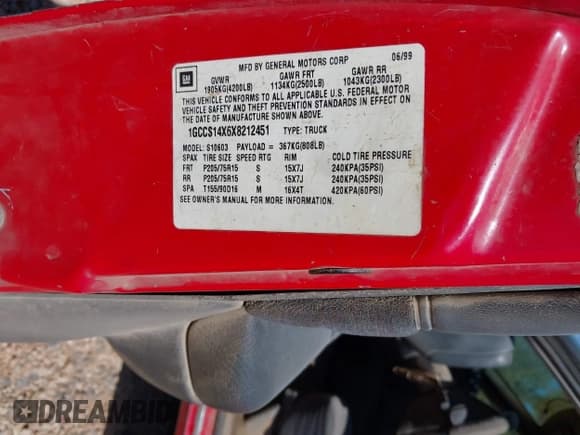 MFD BY GENERAL MOTORS CORP 06/99
GM GVWR GAWR FRT GAWR RR
1905KG(4200LB) 1134KG(2500LB) 1043KG(2300LB)
THIS VEHICLE CONFORMS TO ALL APPLICABLE U.S. FEDERAL MOTOR
VEHICLE SAFETY AND THEFT PREVENTION STANDARDS IN EFFECT ON
THE DATE OF MANUFACTURE SHOWN ABOVE.
1GCCS14X6X8212451 TYPE: TRUCK
MODEL: S10603 PAYLOAD = 367KG(808LB)
SPAX TIRE SIZE SPEED RTG RIM COLD TIRE PRESSURE
FRT P205/75R15 S 15X7J 240KPA(35PSI)
RR P205/75R15 S 15X7J 240KPA(35PSI)
SPA T155/90D16 M 16X4T 420KPA(60PSI)
SEE OWNER'S MANUAL FOR MORE INFORMATION.
DREAMBID